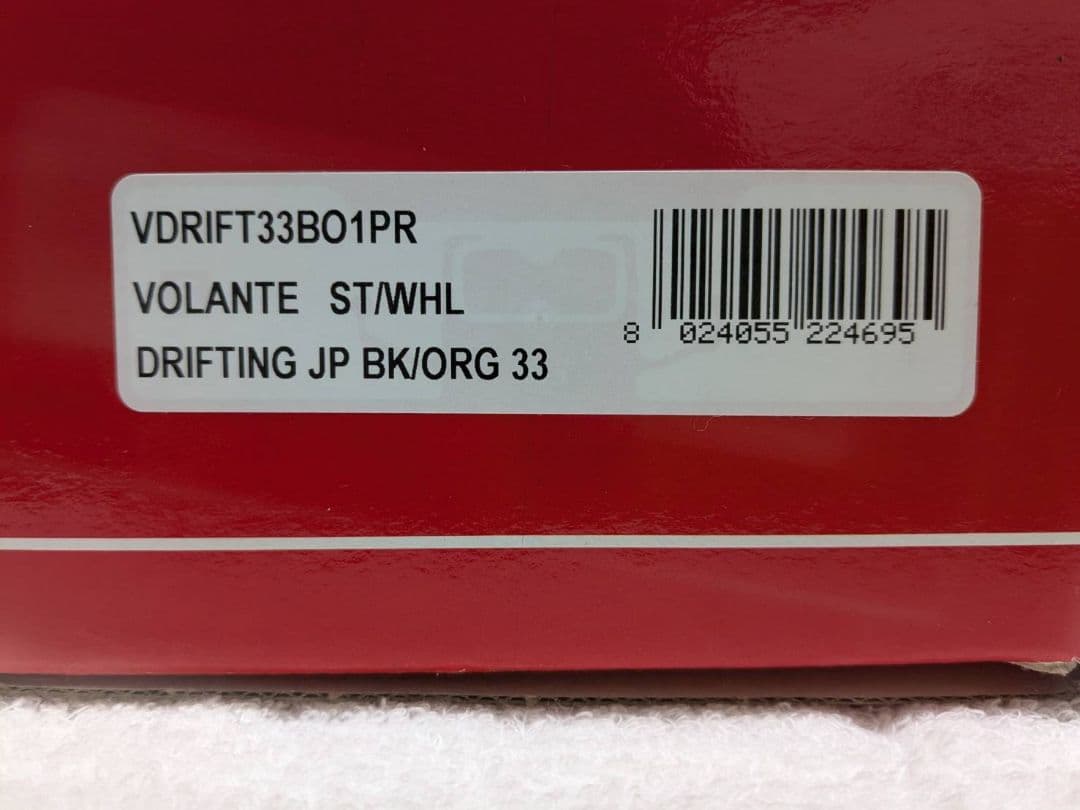 VDRIFT33BO1PR
VOLANTE ST/WHL
DRIFTING JP BK/ORG 33
8 024055 224695